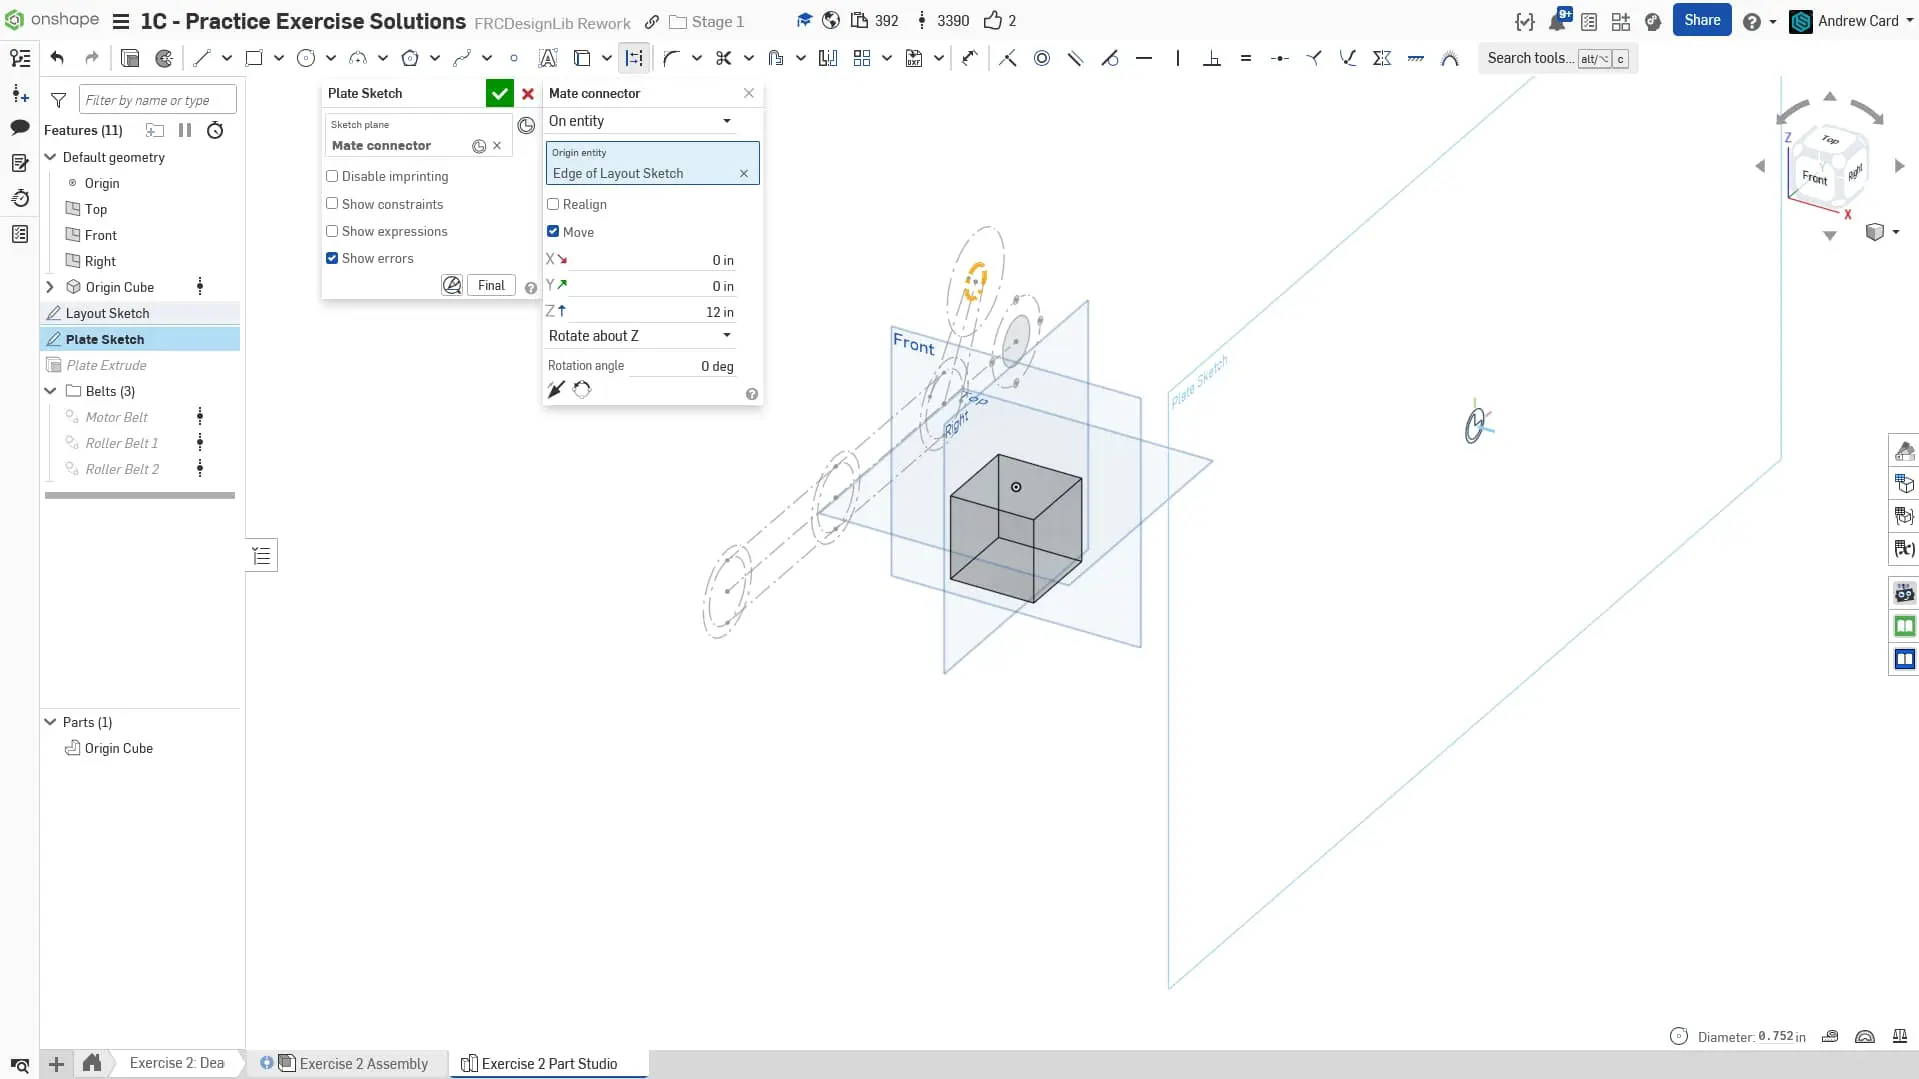 onshape 1C - Practice Exercise Solutions FRCDesignLib Rework Stage 1 392 3390 2 9+ Share Andrew Card
Search tools... alt/⌥ c
Filter by name or type
Features (11)
Default geometry
Origin
Top
Front
Right
Origin Cube
Layout Sketch
Plate Sketch
Plate Extrude
Belts (3)
Motor Belt
Roller Belt 1
Roller Belt 2
Parts (1)
Origin Cube
Plate Sketch
Sketch plane
Mate connector
Disable imprinting
Show constraints
Show expressions
Show errors
Final
Mate connector
On entity
Origin entity
Edge of Layout Sketch
Realign
Move
X 0 in
Y 0 in
Z 12 in
Rotate about Z
Rotation angle 0 deg
Front
Top
Right
Plate Sketch
Z
Top
Front
Right
Y
X
Diameter: 0.752 in
Exercise 2: Dea
Exercise 2 Assembly
Exercise 2 Part Studio